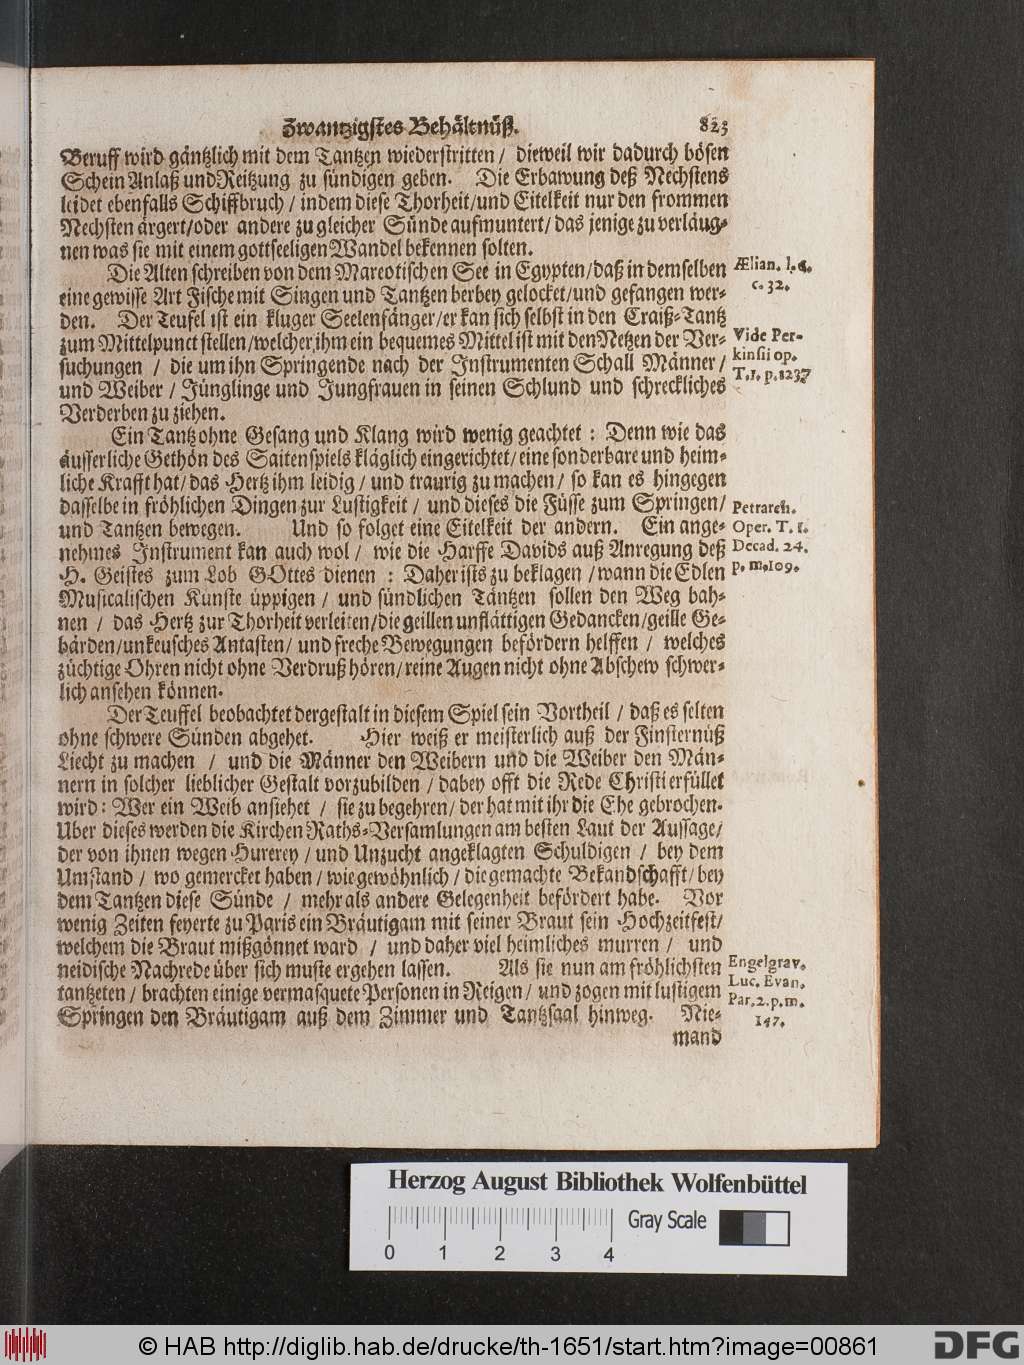 Zwantzigstes Behältnüß. 823
Beruff wird gäntzlich mit dem Tantzen wiederstritten / dieweil wir dadurch bösen
Schein Anlaß und Reitzung zu sündigen geben. Die Erbawung deß Nechstens
leidet ebenfalls Schiffbruch / indem diese Thorheit/und Eitelkeit nur den frommen
Nechsten ärgert/oder andere zu gleicher Sünde aufmuntert/ das jenige zu verläug-
nen was sie mit einem gottseeligen Wandel bekennen solten.
Die Alten schreiben von dem Mareotischen See in Egypten/daß in demselben
eine gewisse Art Fische mit Singen und Tantzen berbey gelocket/und gefangen wer-
den. Der Teufel ist ein kluger Seelenfänger/er kan sich selbst in den Craiß-Tantz
zum Mittelpunct stellen/welcher ihm ein bequemes Mittel ist mit den Netzen der Ver-
suchungen / die um ihn Springende nach der Instrumenten Schall Männer/
und Weiber / Jünglinge und Jungfrauen in seinen Schlund und schreckliches
Verderben zu ziehen.
Ein Tantz ohne Gesang und Klang wird wenig geachtet : Denn wie das
äusserliche Gethön des Saitenspiels kläglich eingerichtet/eine sonderbare und heim-
liche Krafft hat/das Hertz ihm leidig / und traurig zu machen/ so kan es hingegen
dasselbe in fröhlichen Dingen zur Lustigkeit / und dieses die Füsse zum Springen/
und Tantzen bewegen. Und so folget eine Eitelkeit der andern. Ein ange-
nehmes Instrument kan auch wol / wie die Harffe Davids auß Anregung deß
H. Geistes zum Lob GOttes dienen : Daher ists zu beklagen /wann die Edlen
Musicalischen Kunste üppigen / und sündlichen Täntzen sollen den Weg bah-
nen / das Hertz zur Thorheit verleiten/die geillen unflättigen Gedancken/geille Ge-
bärden/unkeusches Antasten/ und freche Bewegungen befördern helffen / welches
züchtige Ohren nicht ohne Verdruß hören/reine Augen nicht ohne Abschew schwer-
lich ansehen können.
Der Teuffel beobachtet dergestalt in diesem Spiel sein Vortheil / daß es selten
ohne schwere Sünden abgehet. Hier weiß er meisterlich auß der Finsternüß
Liecht zu machen / und die Männer den Weibern und die Weiber den Män-
nern in solcher lieblicher Gestalt vorzubilden / dabey offt die Rede Christi erfüllet
wird: Wer ein Weib ansiehet / sie zu begehren/ der hat mit ihr die Ehe gebrochen.
Uber dieses werden die Kirchen Raths-Versamlungen am besten Laut der Aussage/
der von ihnen wegen Hurerey / und Unzucht angeklagten Schuldigen / bey dem
Umstand / wo gemercket haben / wie gewöhnlich / die gemachte Bekandschafft/ bey
dem Tantzen diese Sünde / mehr als andere Gelegenheit befördert habe. Vor
wenig Zeiten feyerte zu Paris ein Bräutigam mit seiner Braut sein Hochzeitfest/
welchem die Braut mißgönnet ward / und daher viel heimliches murren / und
neidische Nachrede über sich muste ergehen lassen. Als sie nun am fröhlichsten
tantzeten / brachten einige vermasquete Personen in Reigen / und zogen mit lustigem
Springen den Bräutigam auß dem Zimmer und Tantzsaal hinweg. Nie-
mand
Ælian. l. 6.
c. 32.
Vide Per-
kinsii op.
T. 1. p. 1237
Petrarch.
Oper. T. 1.
Decad. 24.
p. m. 109.
Engelgrav.
Luc. Evan.
Par, 2. p. m.
147.
Herzog August Bibliothek Wolfenbüttel
Gray Scale
0 1 2 3 4
© HAB http://diglib.hab.de/drucke/th-1651/start.htm?image=00861
DFG